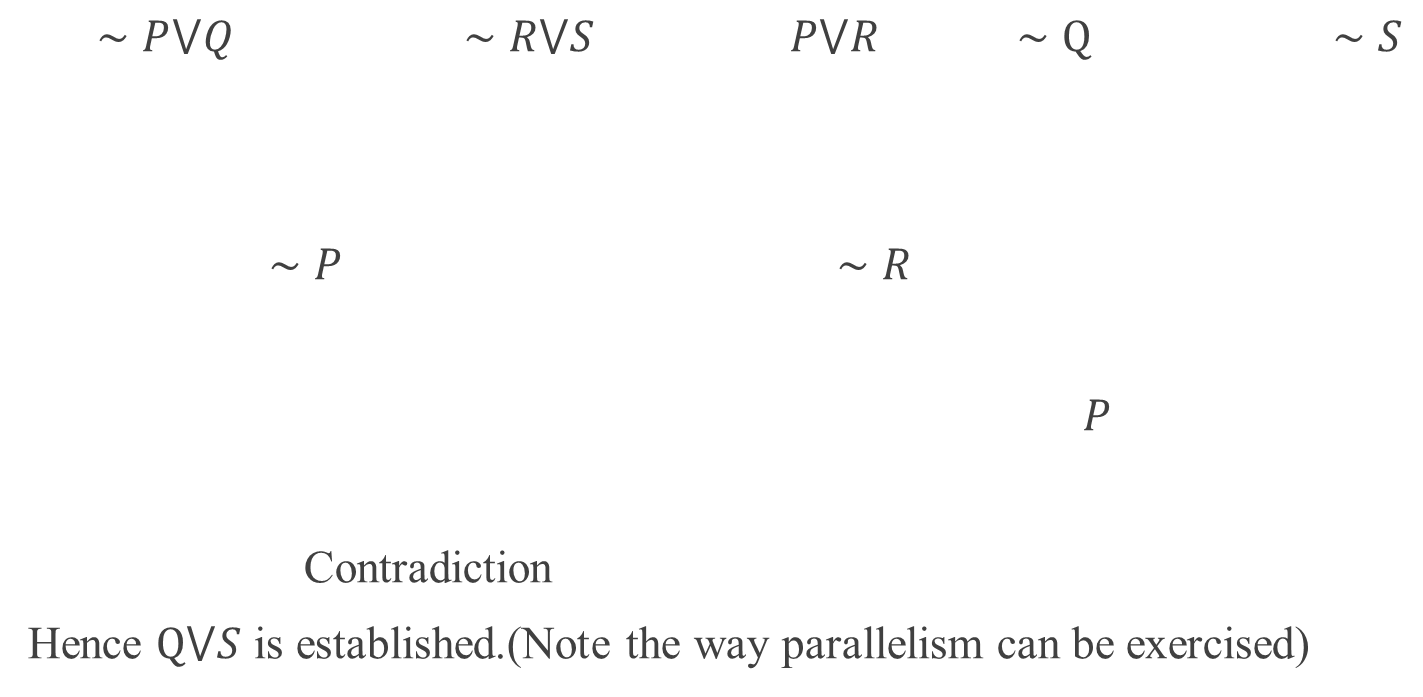 ~ P∨Q ~ R∨S P∨R ~ Q ~ S
~ P ~ R
P
Contradiction
Hence Q∨S is established.(Note the way parallelism can be exercised)